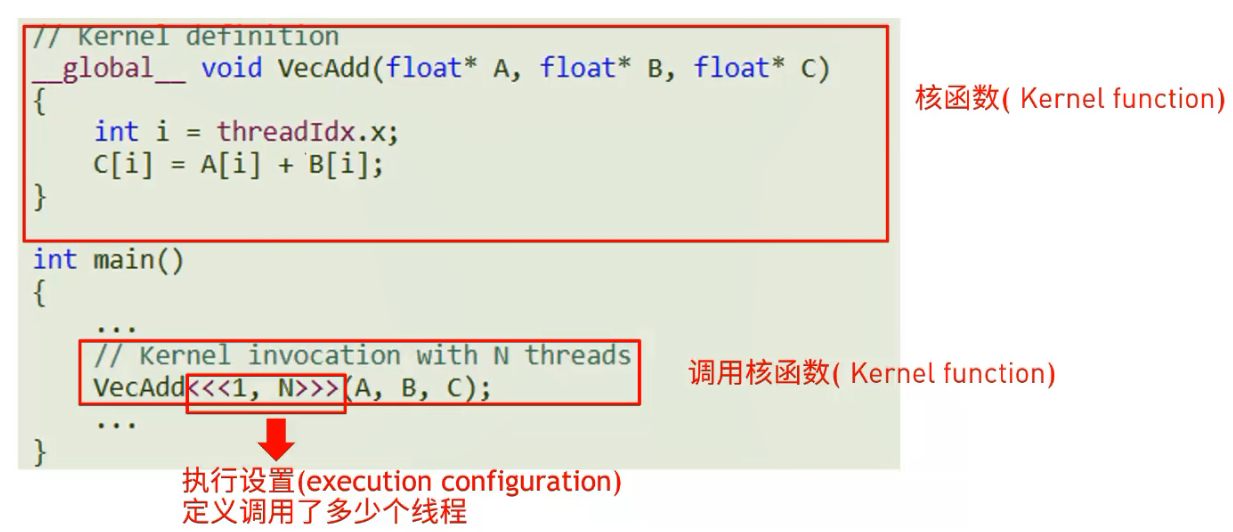 // Kernel definition
__global__ void VecAdd(float* A, float* B, float* C)
{
    int i = threadIdx.x;
    C[i] = A[i] + B[i];
}
核函数( Kernel function)
int main()
{
    ...
    // Kernel invocation with N threads
    VecAdd<<<1, N>>>(A, B, C);
    ...
}
调用核函数( Kernel function)
执行设置(execution configuration)
定义调用了多少个线程